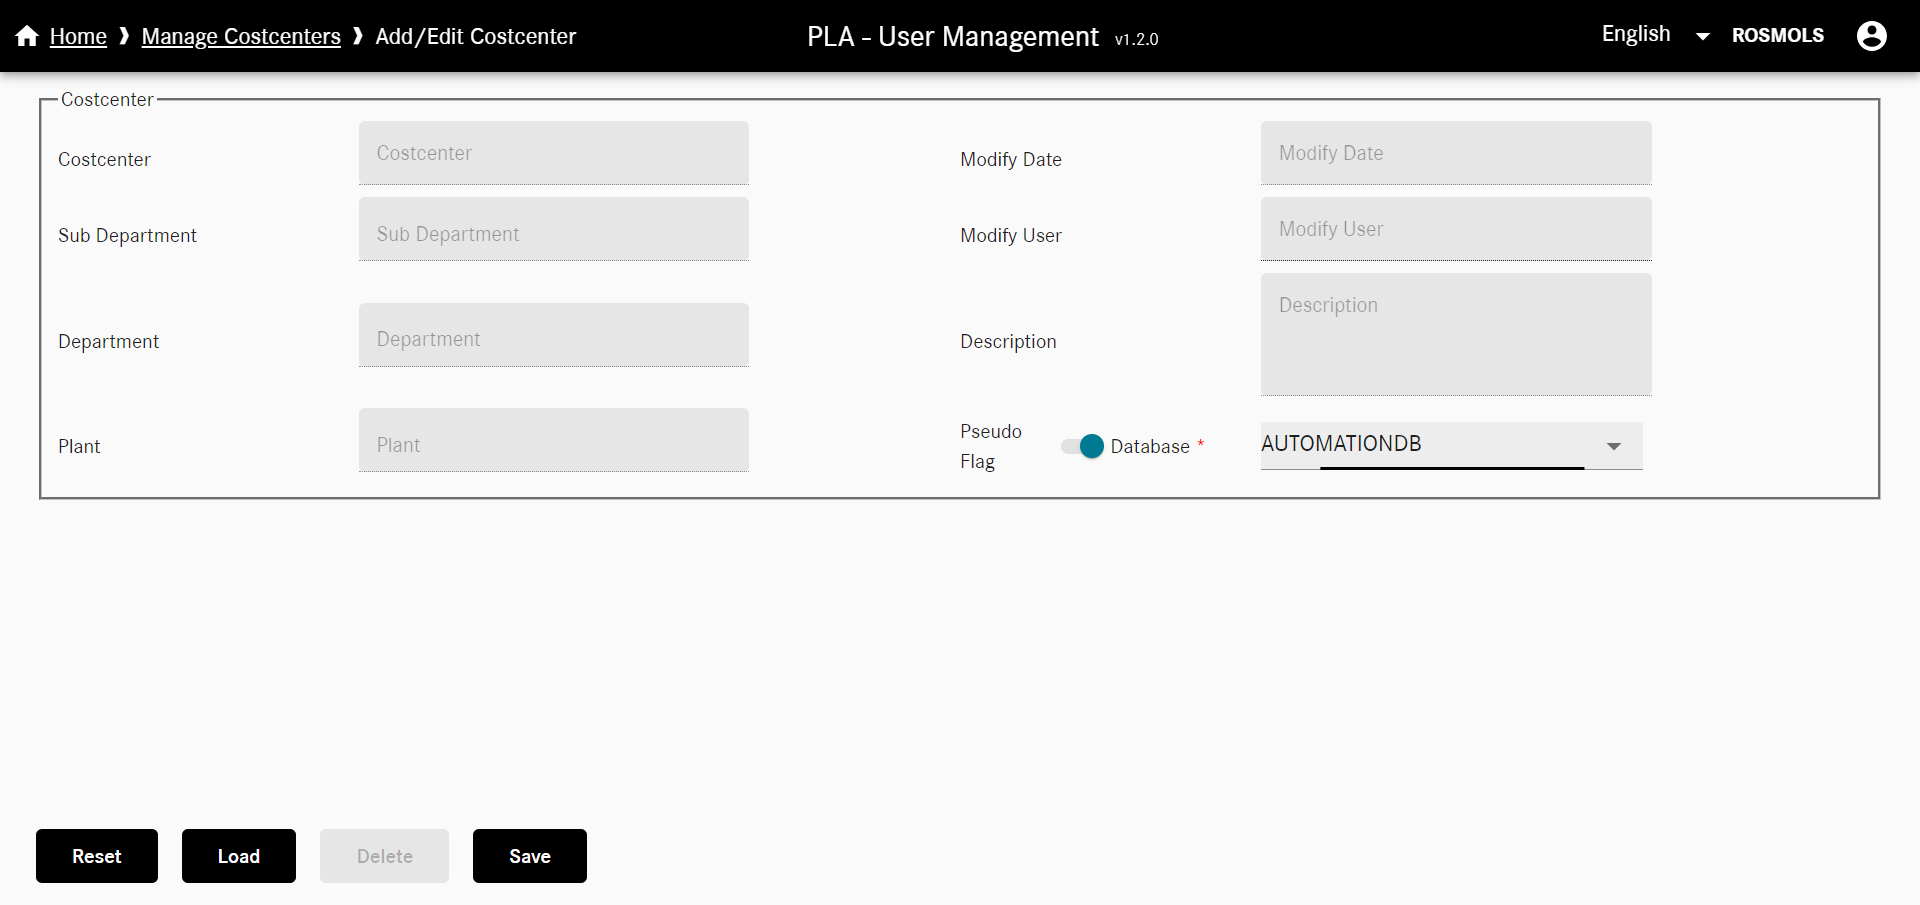 Home ❱ Manage Costcenters ❱ Add/Edit Costcenter
PLA - User Management v1.2.0
English
ROSMOLS
Costcenter
Costcenter
Costcenter
Modify Date
Modify Date
Sub Department
Sub Department
Modify User
Modify User
Department
Department
Description
Description
Plant
Plant
Pseudo
Flag
Database *
AUTOMATIONDB
Reset
Load
Delete
Save